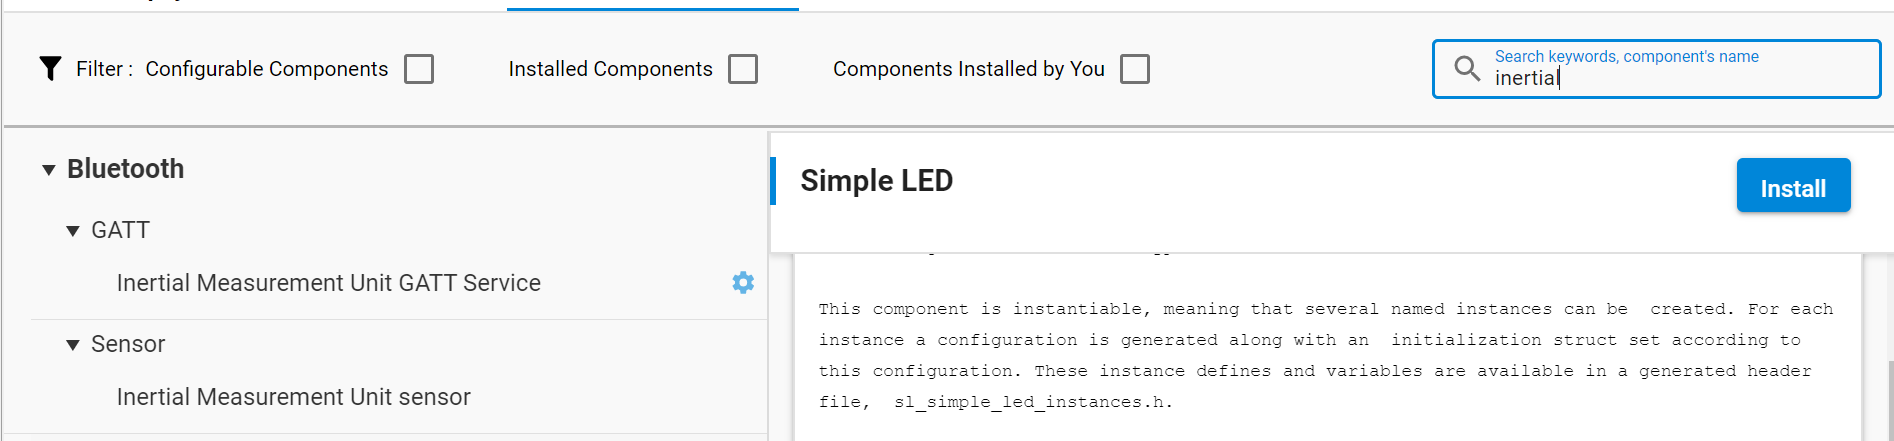 Filter : Configurable Components Installed Components Components Installed by You
Search keywords, component's name
inertial
Bluetooth
GATT
Inertial Measurement Unit GATT Service
Sensor
Inertial Measurement Unit sensor
Simple LED
Install
This component is instantiable, meaning that several named instances can be created. For each
instance a configuration is generated along with an initialization struct set according to
this configuration. These instance defines and variables are available in a generated header
file, sl_simple_led_instances.h.